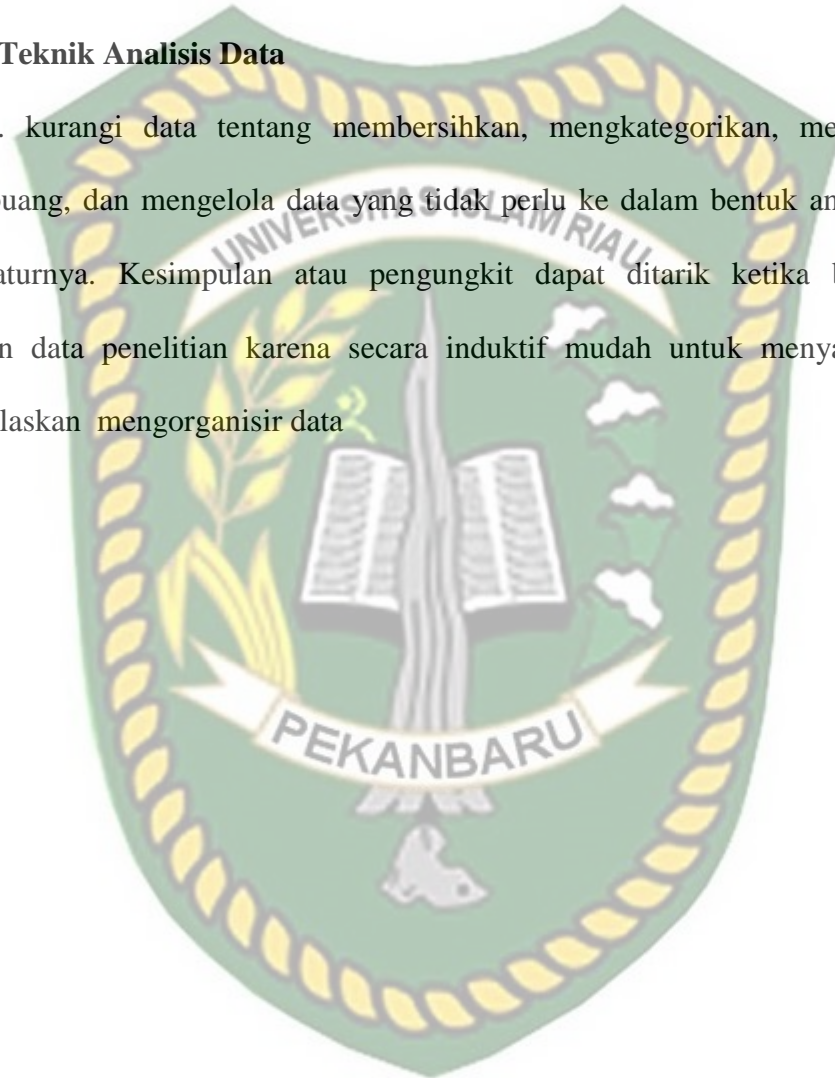 Teknik Analisis Data
. kurangi data tentang membersihkan, mengkategorikan, me
uang, dan mengelola data yang tidak perlu ke dalam bentuk an
aturnya. Kesimpulan atau pengungkit dapat ditarik ketika b
n data penelitian karena secara induktif mudah untuk menya
laskan mengorganisir data
UNIVERSITAS ISLAM RIAU
PEKANBARU